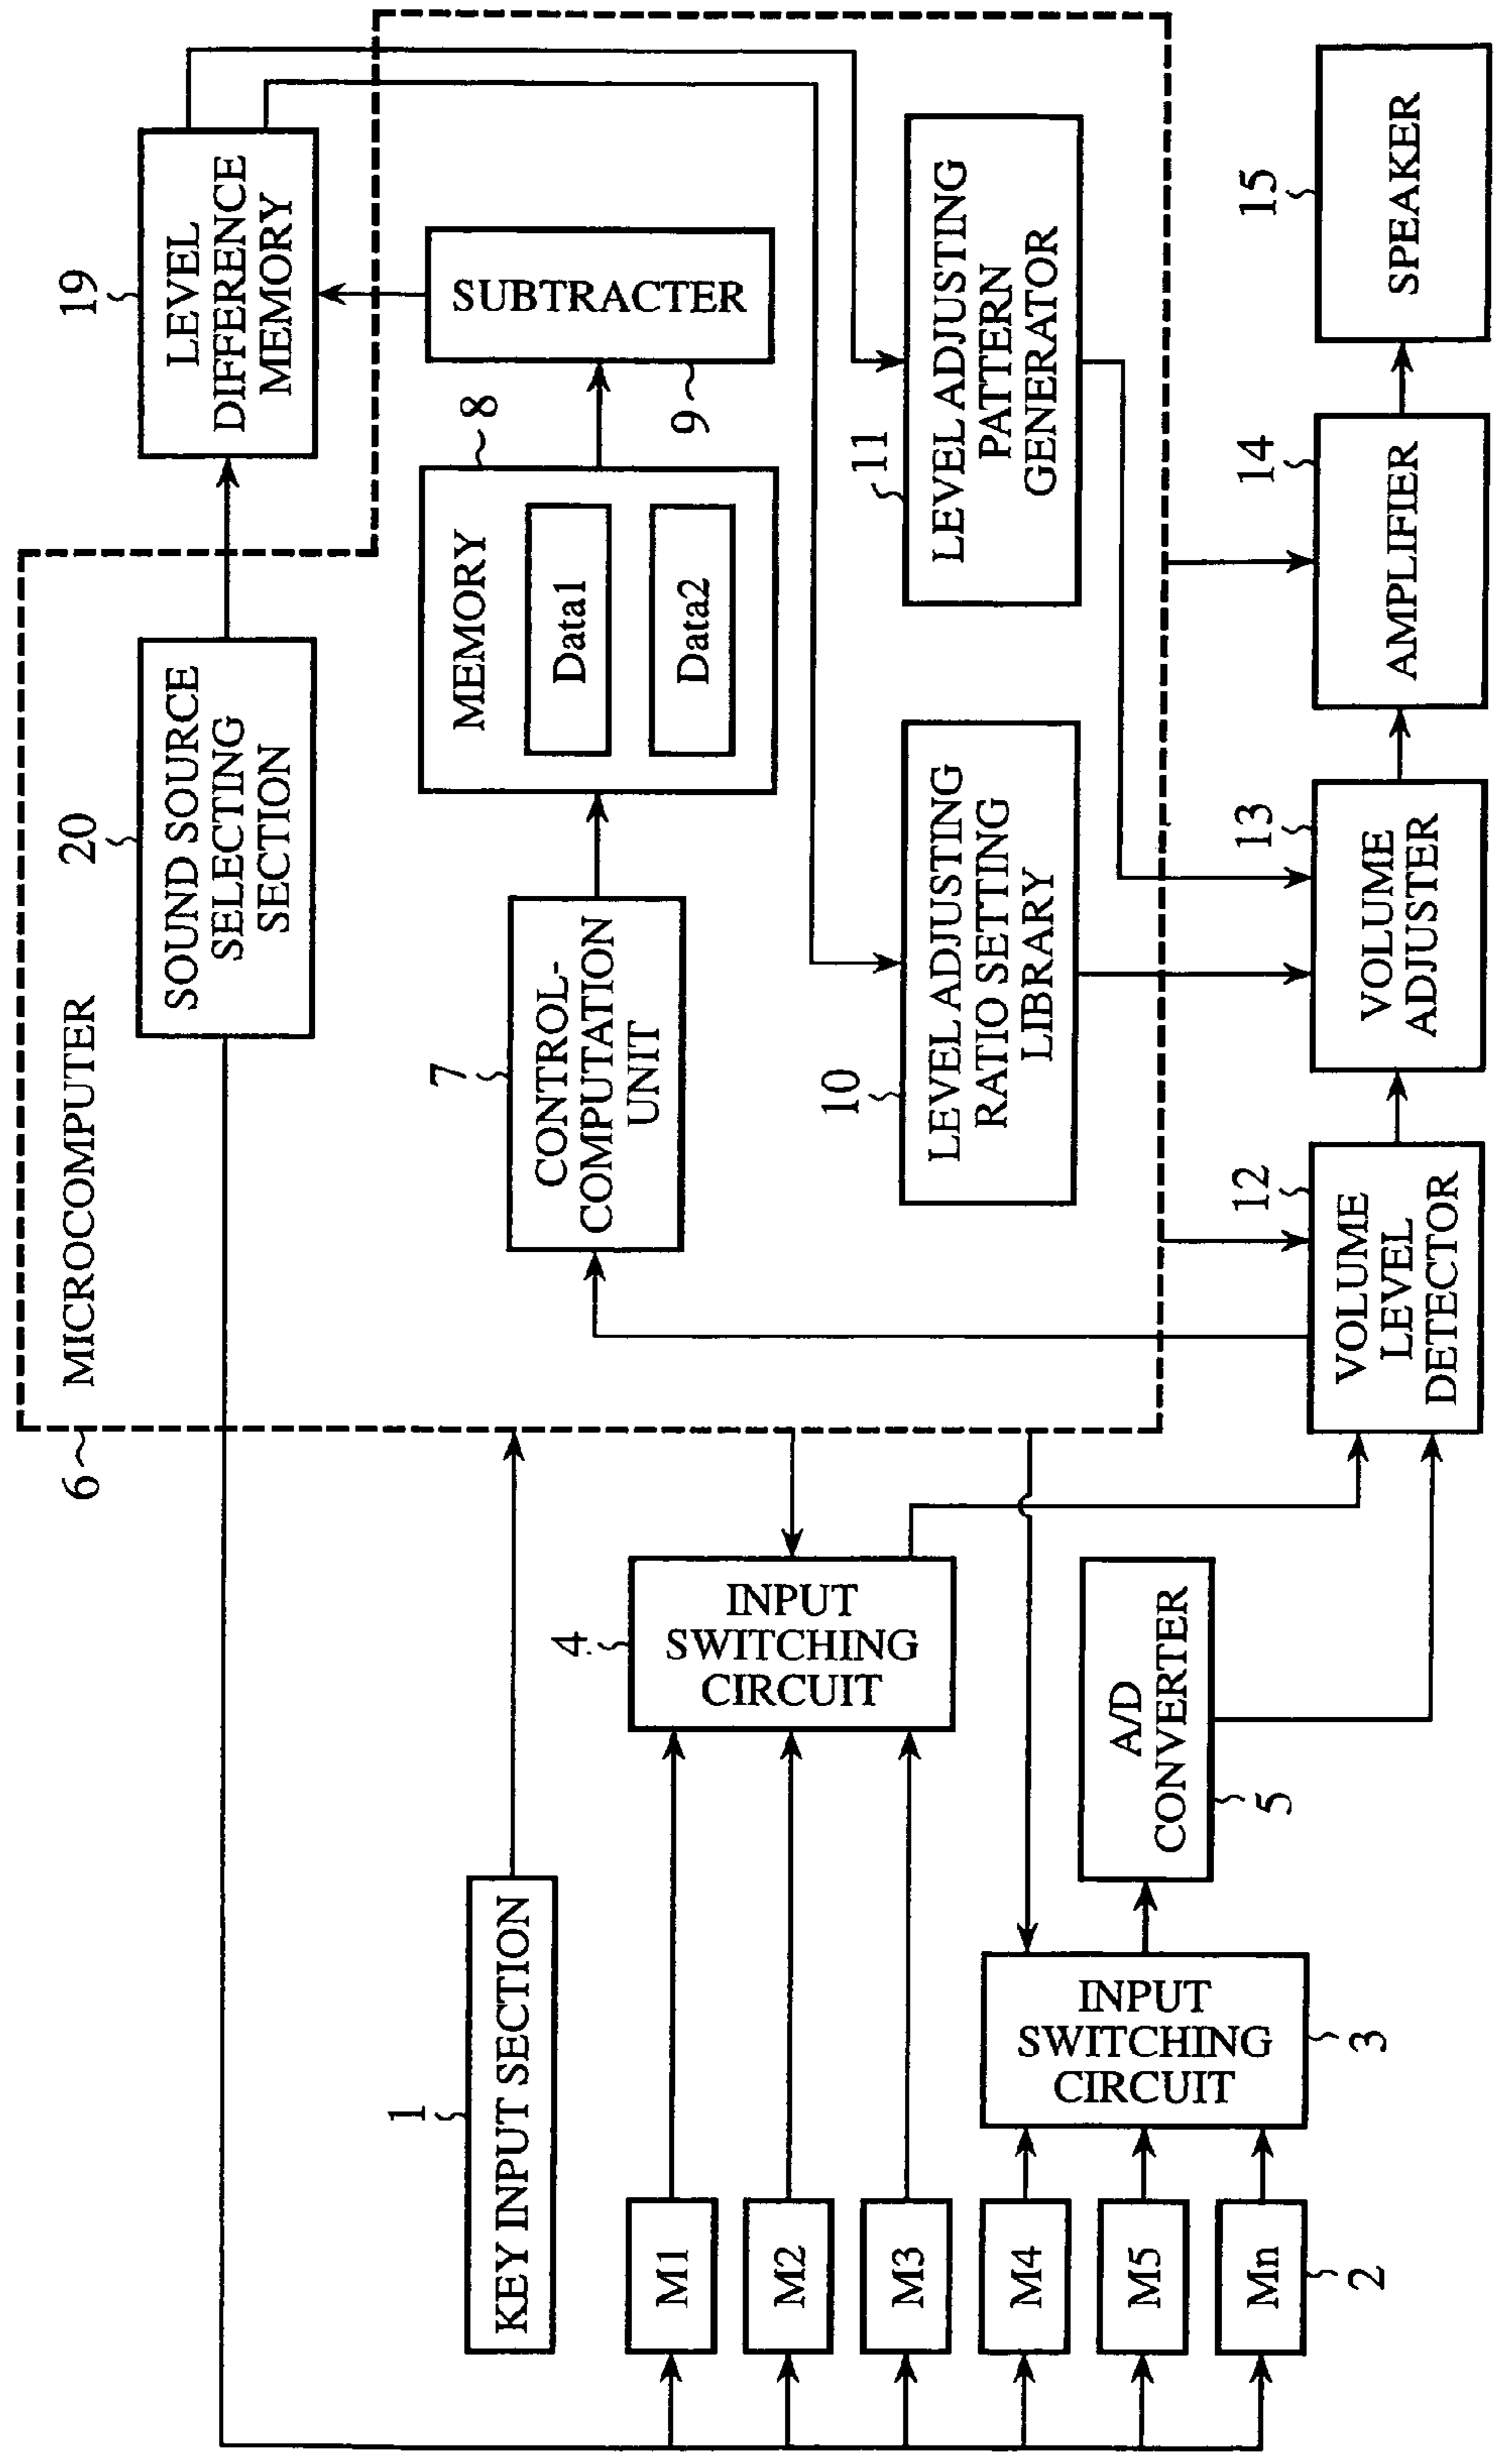 MICROCOMPUTER
6
20
SOUND SOURCE
SELECTING
SECTION
19
LEVEL
DIFFERENCE
MEMORY
1
KEY INPUT SECTION
7
CONTROL-
COMPUTATION
UNIT
8
MEMORY
Data1
Data2
SUBTRACTER
9
M1
M2
M3
M4
M5
Mn
2
4
INPUT
SWITCHING
CIRCUIT
INPUT
SWITCHING
CIRCUIT
3
A/D
CONVERTER
5
10
LEVEL ADJUSTING
RATIO SETTING
LIBRARY
11
LEVEL ADJUSTING
PATTERN
GENERATOR
12
VOLUME
LEVEL
DETECTOR
13
VOLUME
ADJUSTER
14
AMPLIFIER
15
SPEAKER